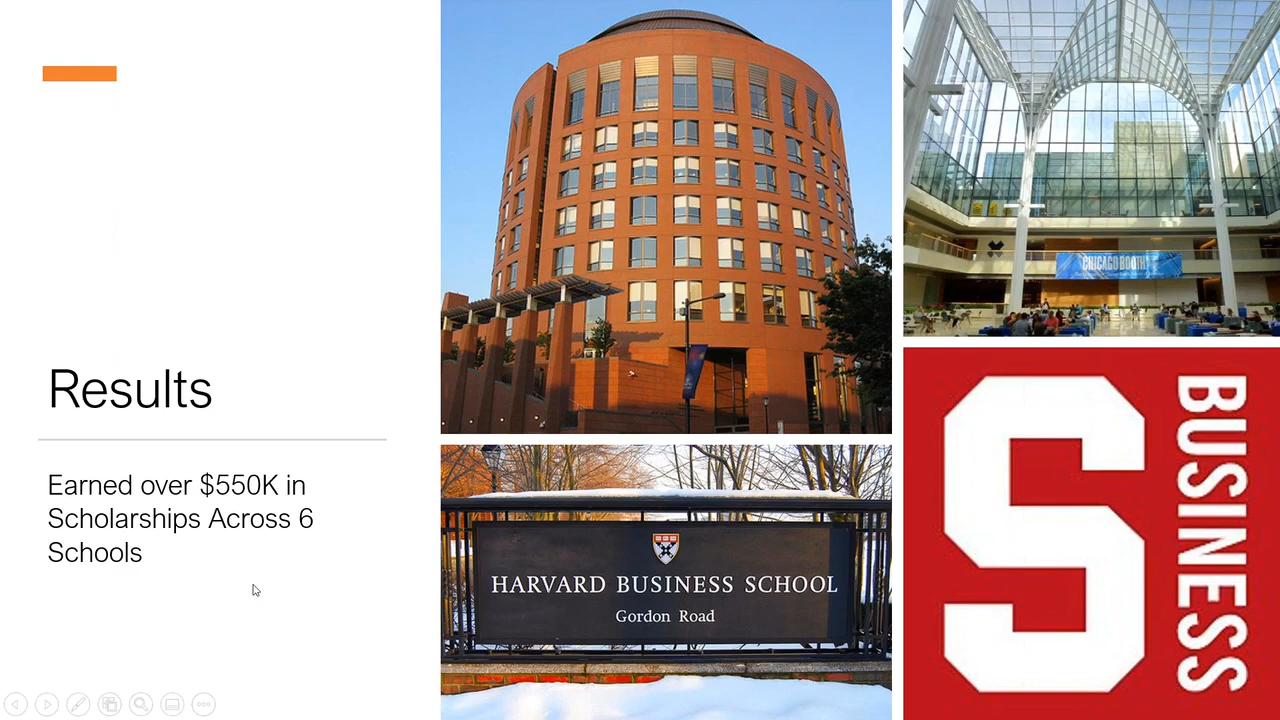 Results
Earned over $550K in
Scholarships Across 6
Schools
CHICAGO BOOTH
HARVARD BUSINESS SCHOOL
Gordon Road
S
BUSINESS